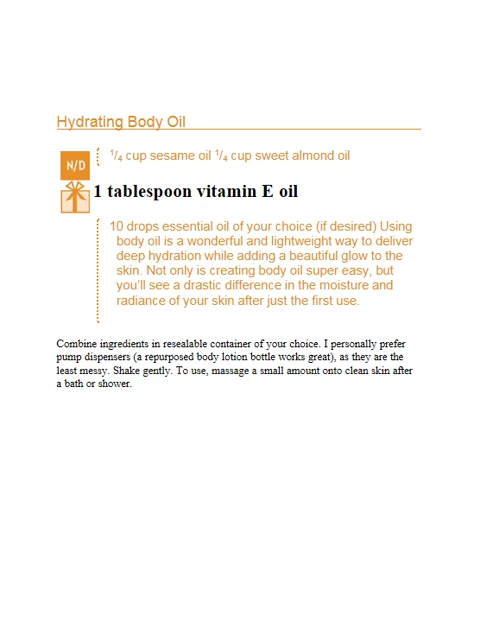 Hydrating Body Oil
N/D
1/4 cup sesame oil 1/4 cup sweet almond oil
1 tablespoon vitamin E oil
10 drops essential oil of your choice (if desired) Using
body oil is a wonderful and lightweight way to deliver
deep hydration while adding a beautiful glow to the
skin. Not only is creating body oil super easy, but
you’ll see a drastic difference in the moisture and
radiance of your skin after just the first use.
Combine ingredients in resealable container of your choice. I personally prefer
pump dispensers (a repurposed body lotion bottle works great), as they are the
least messy. Shake gently. To use, massage a small amount onto clean skin after
a bath or shower.